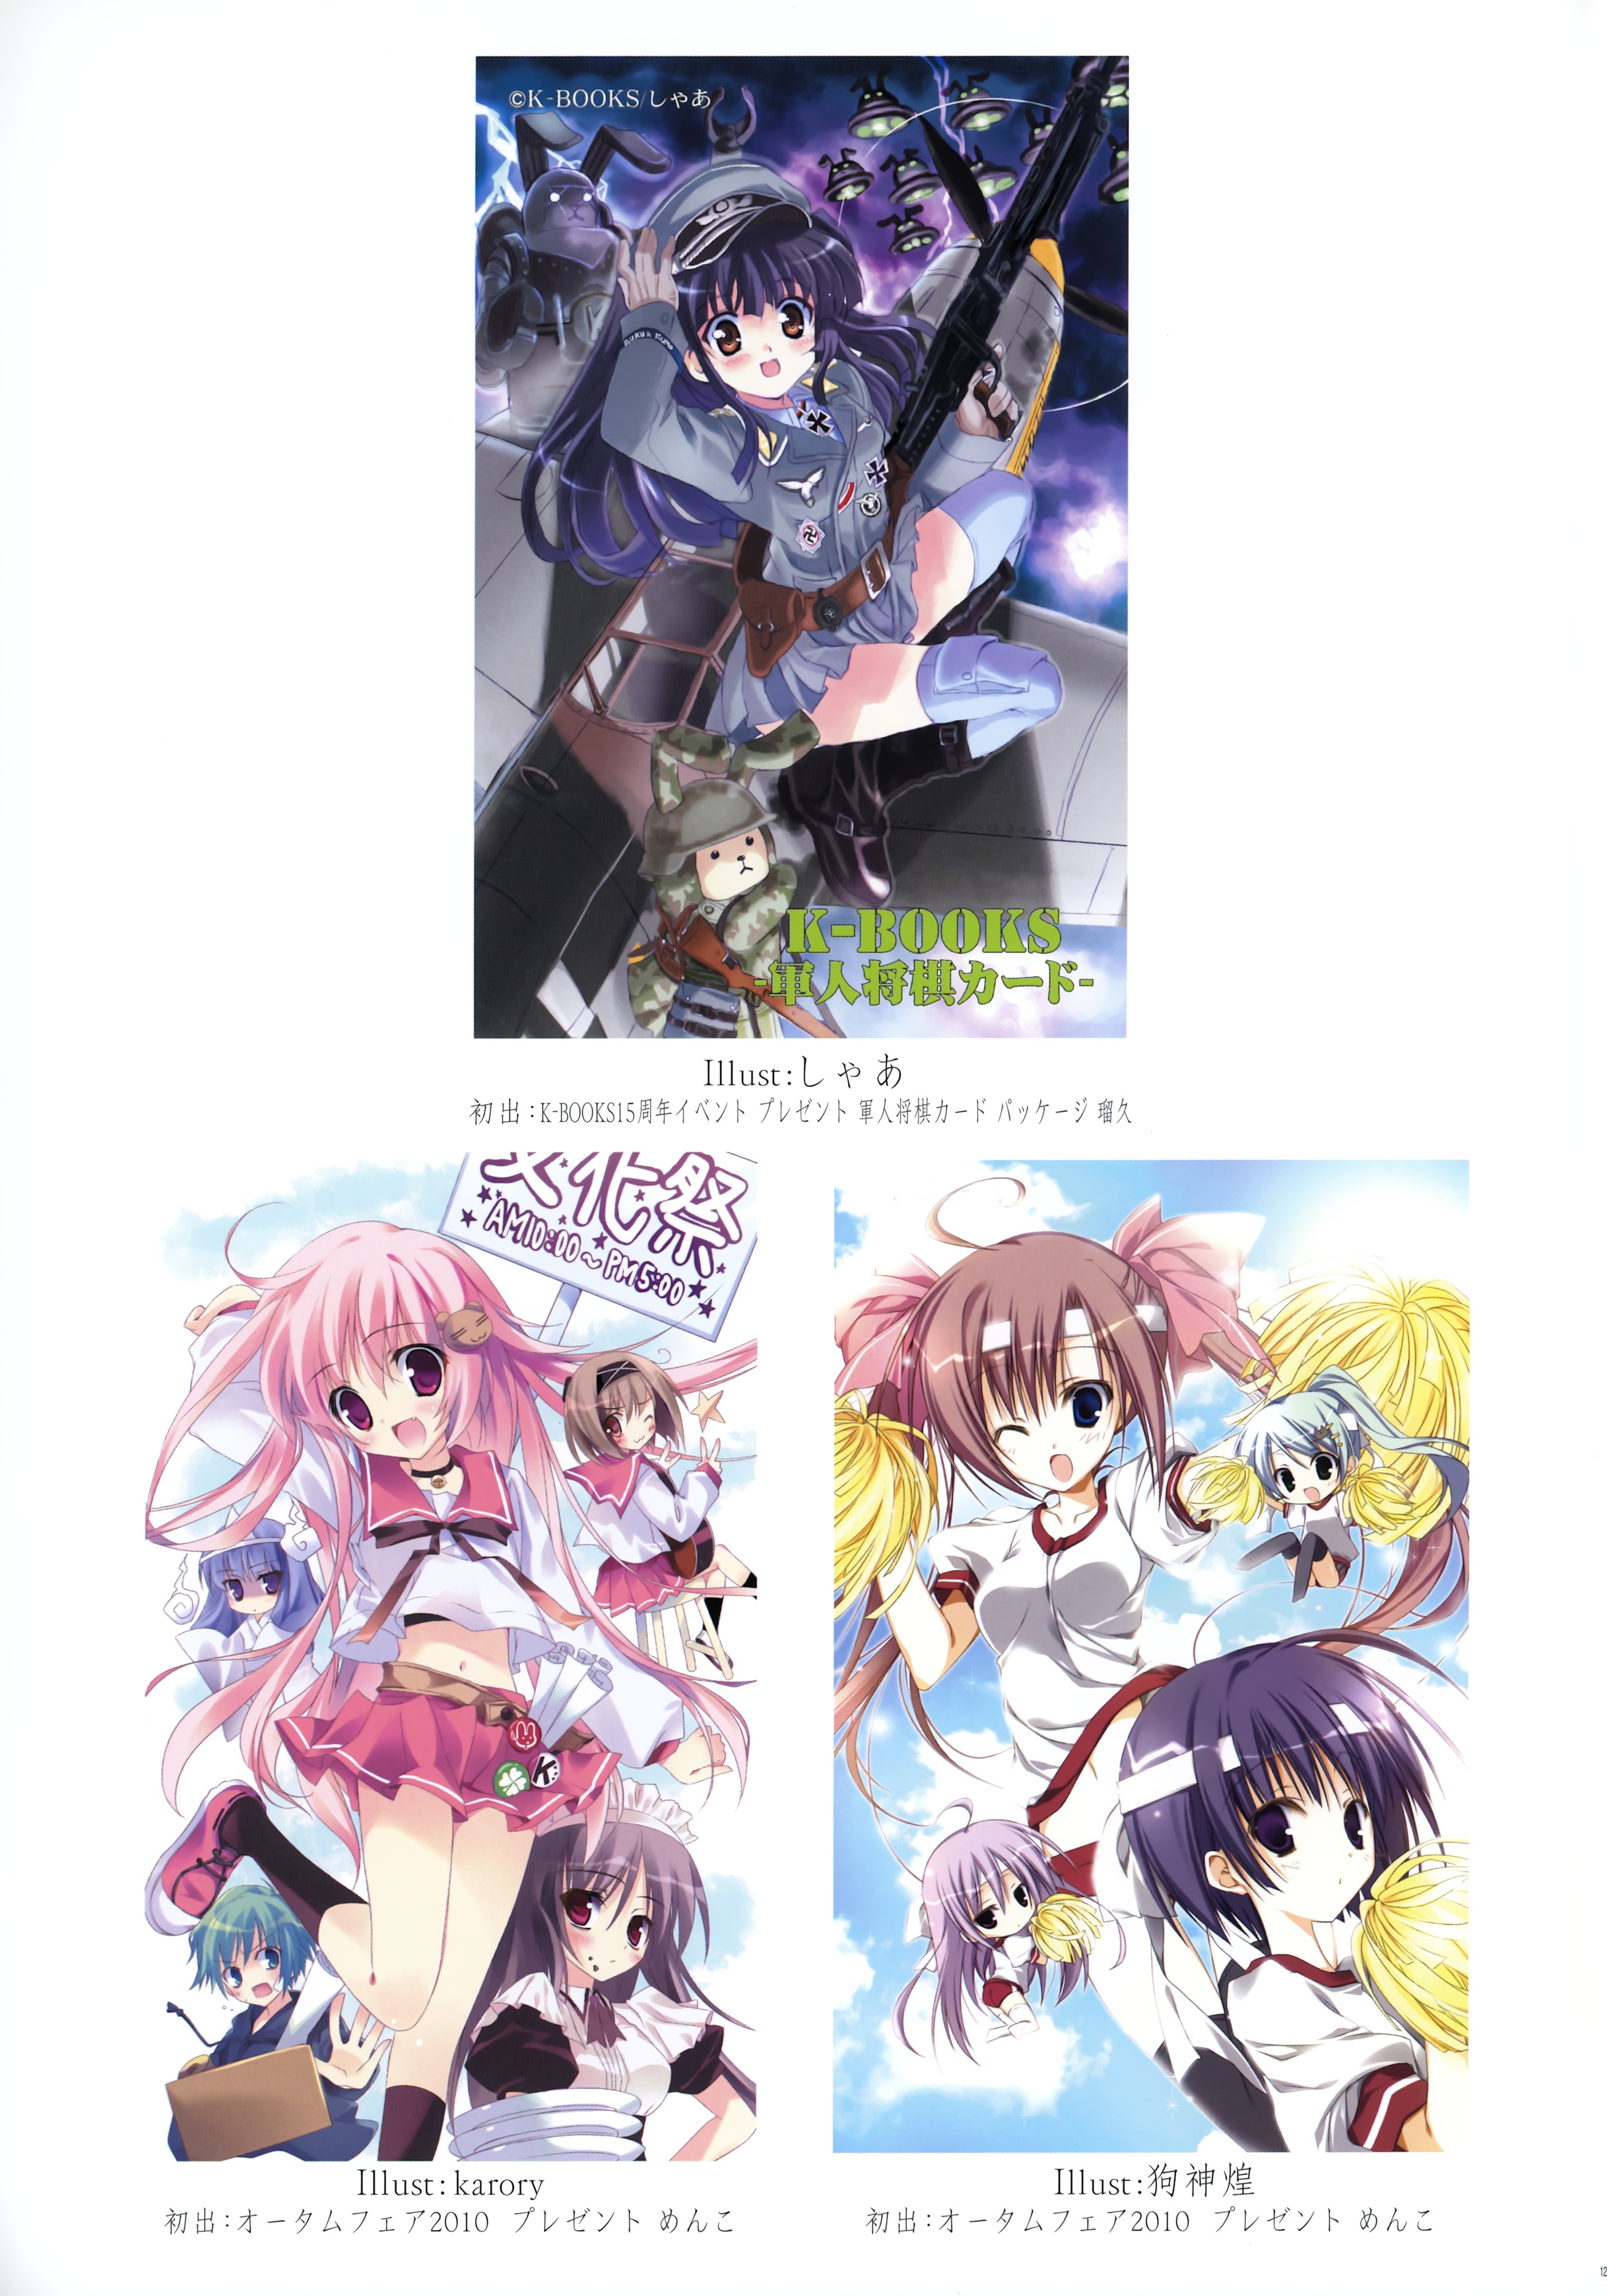 ©K-BOOKS/しゃあ
K-BOOKS
-軍人将棋カード-
Illust:しゃあ
初出:K-BOOKS15周年イベント プレゼント 軍人将棋カード パッケージ 瑠久
文化祭
AM10:00～PM5:00
K
Illust:karory
初出:オータムフェア2010 プレゼント めんこ
Illust:狗神煌
初出:オータムフェア2010 プレゼント めんこ
12